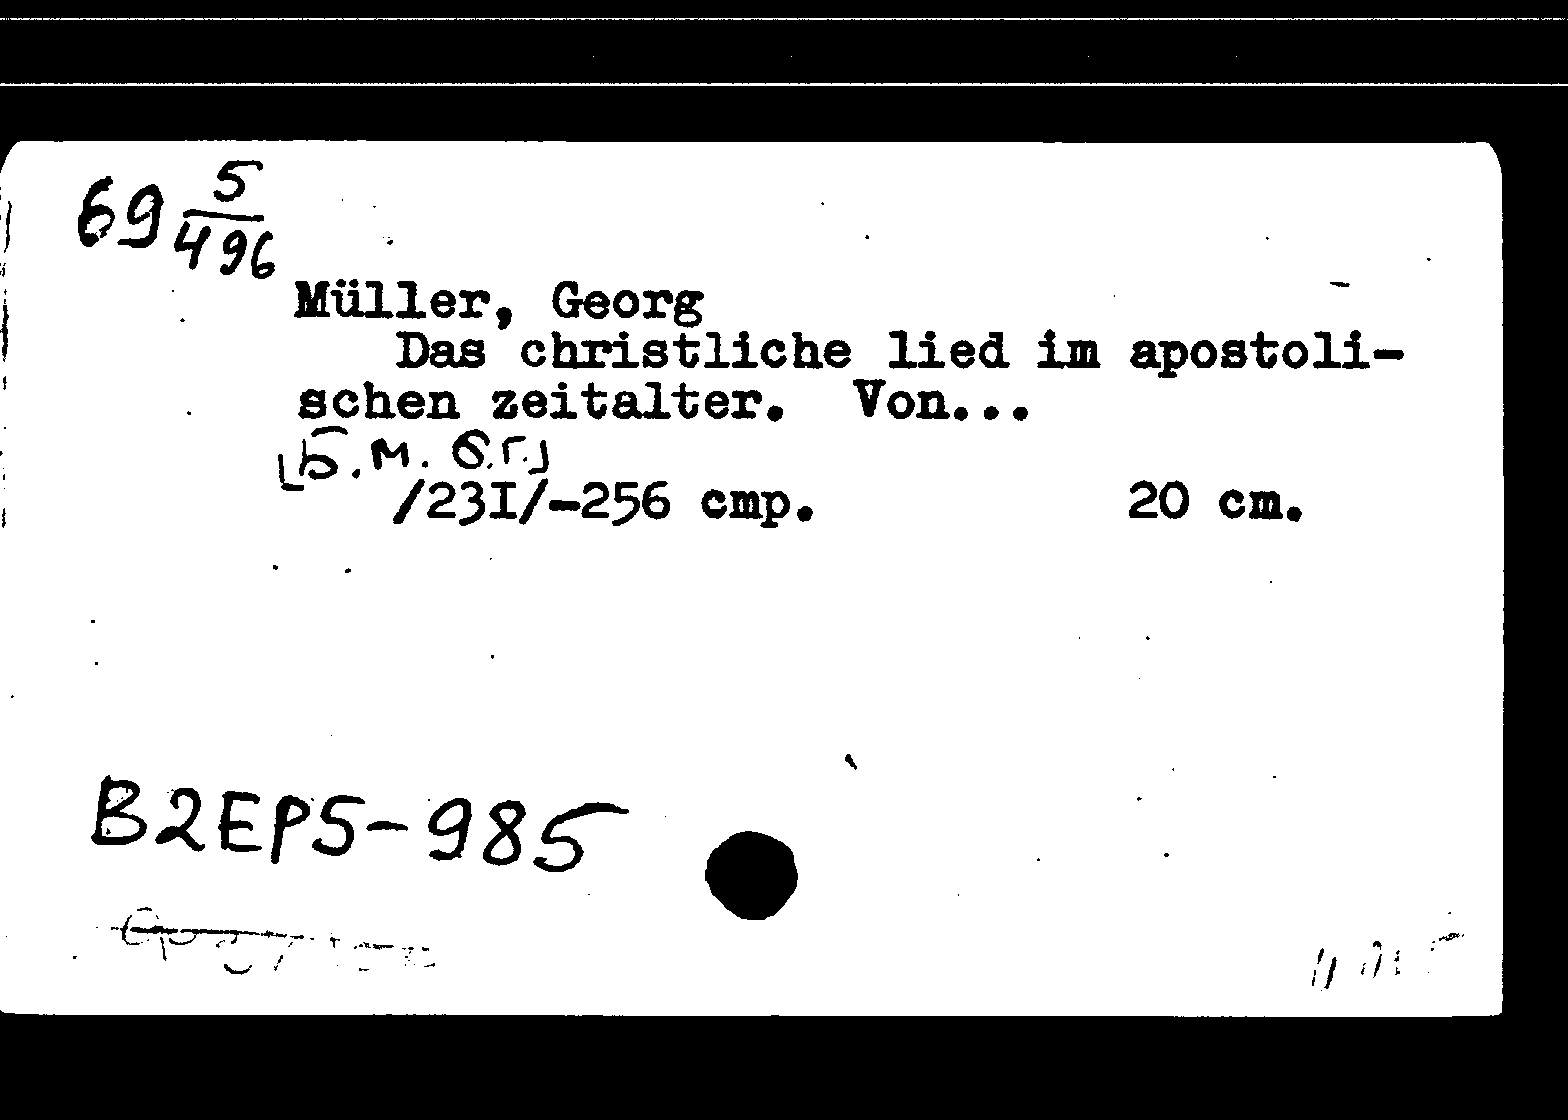 69 5/496
Müller, Georg
Das christliche lied im apostoli-
schen zeitalter. Von...
[Б.м. б.г.]
/23I/-256 стр. 20 cm.
B2EP5-985